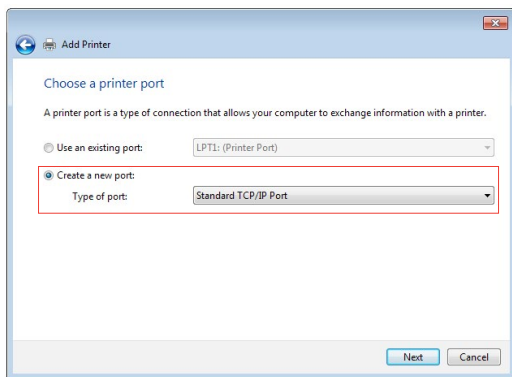 Add Printer
Choose a printer port
A printer port is a type of connection that allows your computer to exchange information with a printer.
Use an existing port: LPT1: (Printer Port)
Create a new port:
Type of port: Standard TCP/IP Port
Next Cancel